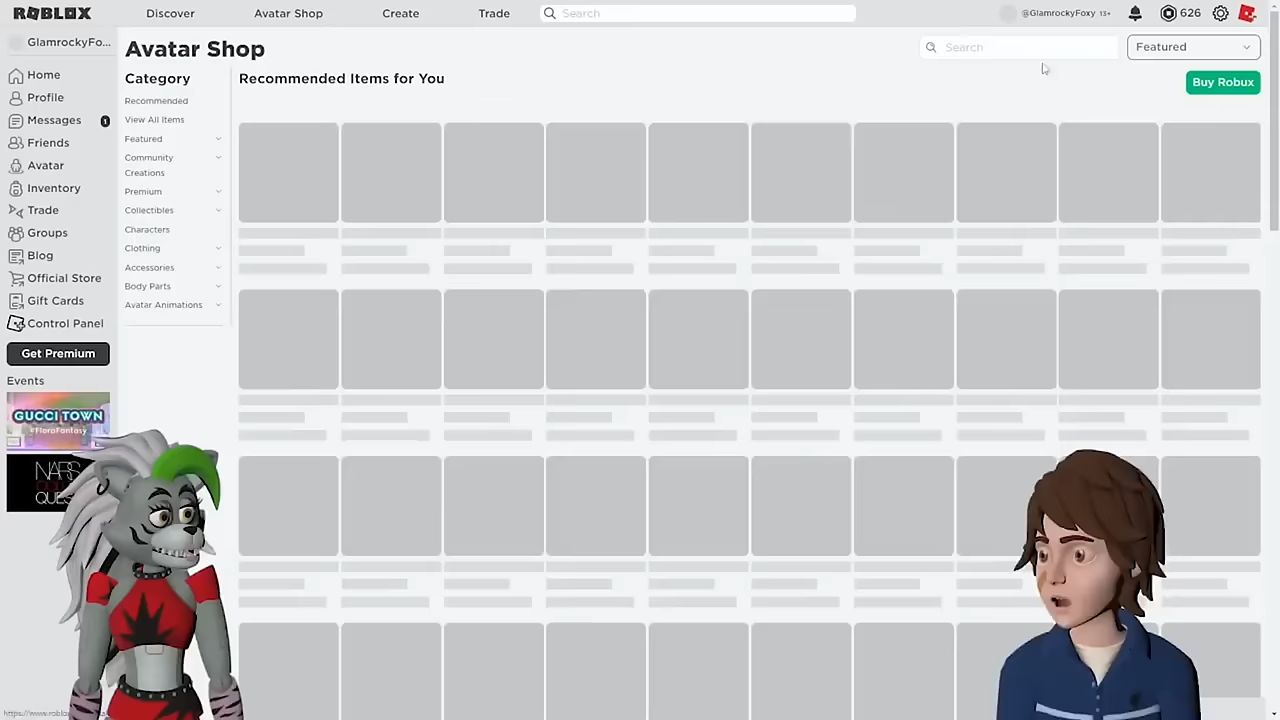 ROBLOX
Discover
Avatar Shop
Create
Trade
Search
@GlamrockyFoxy 13+
626
GlamrockyFo...
Home
Profile
Messages
1
Friends
Avatar
Inventory
Trade
Groups
Blog
Official Store
Gift Cards
Control Panel
Get Premium
Events
GUCCI TOWN
#FloroFantasy
NARS
Avatar Shop
Category
Recommended
View All Items
Featured
Community
Creations
Premium
Collectibles
Characters
Clothing
Accessories
Body Parts
Avatar Animations
Search
Featured
Recommended Items for You
Buy Robux